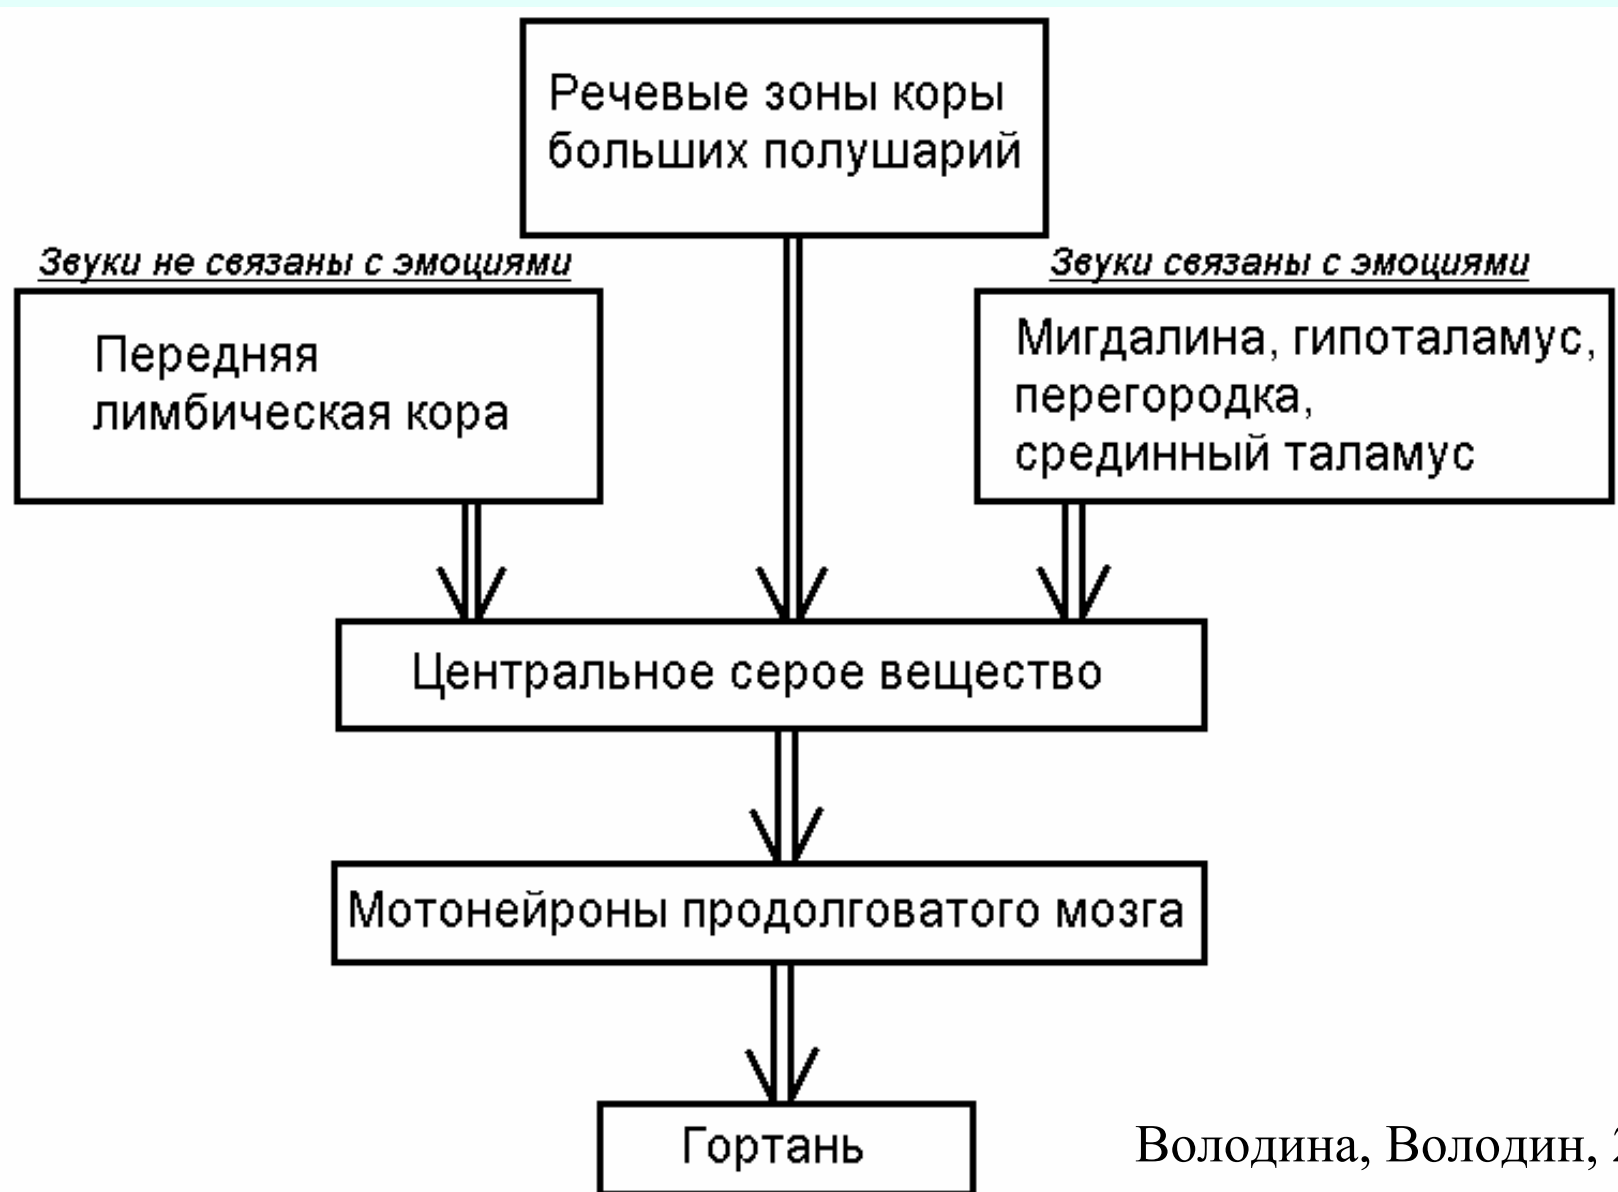 Речевые зоны коры
больших полушарий
Звуки не связаны с эмоциями
Звуки связаны с эмоциями
Передняя
лимбическая кора
Мигдалина, гипоталамус,
перегородка,
срединный таламус
Центральное серое вещество
Мотонейроны продолговатого мозга
Гортань
Володина, Володин,